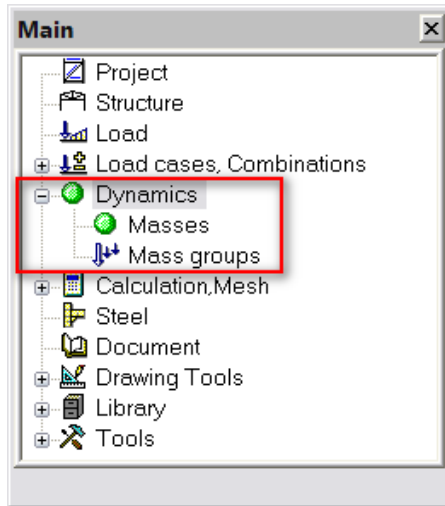 Main
Project
Structure
Load
Load cases, Combinations
Dynamics
Masses
Mass groups
Calculation,Mesh
Steel
Document
Drawing Tools
Library
Tools